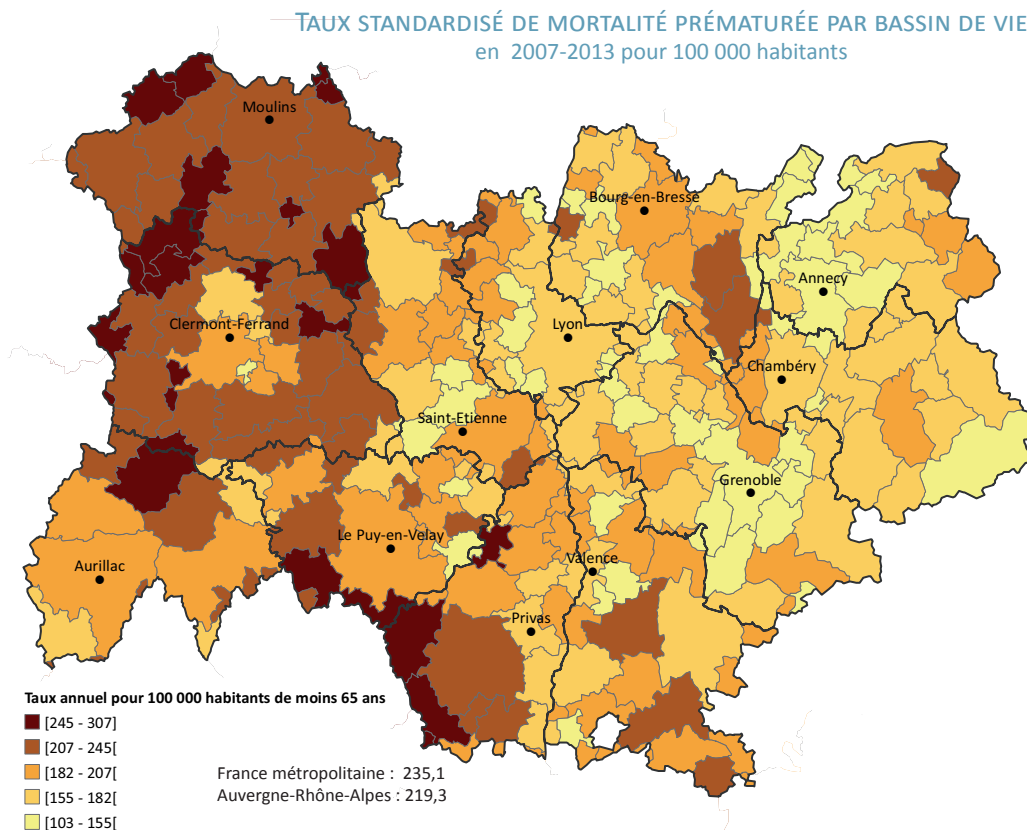 TAUX STANDARDISÉ DE MORTALITÉ PRÉMATURÉE PAR BASSIN DE VIE
en 2007-2013 pour 100 000 habitants
Moulins
Bourg-en-Bresse
Annecy
Clermont-Ferrand
Lyon
Chambéry
Saint-Etienne
Grenoble
Le Puy-en-Velay
Valence
Aurillac
Privas
Taux annuel pour 100 000 habitants de moins 65 ans
[245 - 307]
[207 - 245[
[182 - 207[
[155 - 182[
[103 - 155[
France métropolitaine : 235,1
Auvergne-Rhône-Alpes : 219,3